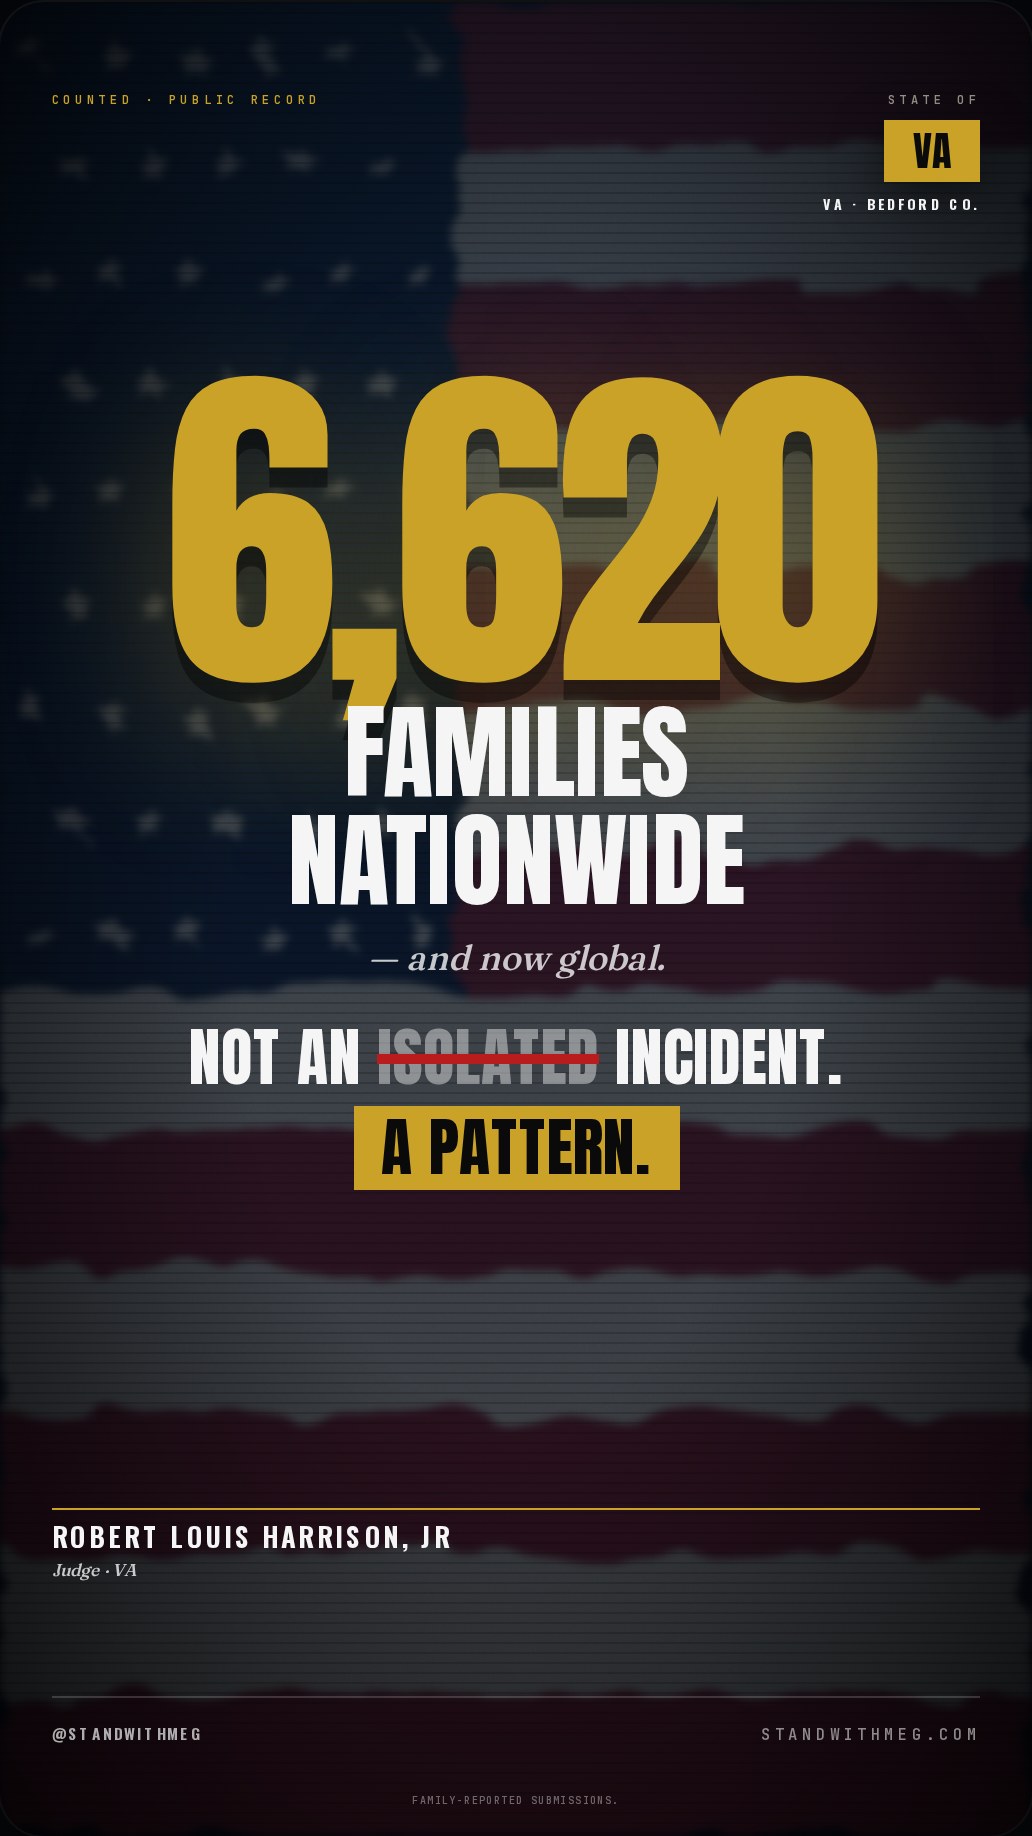 COUNTED · PUBLIC RECORD
STATE OF
VA
VA · BEDFORD CO.
6,620
FAMILIES
NATIONWIDE
— and now global.
NOT AN ISOLATED INCIDENT.
A PATTERN.
ROBERT LOUIS HARRISON, JR
Judge · VA
@STANDWITHMEG
STANDWITHMEG.COM
FAMILY-REPORTED SUBMISSIONS.